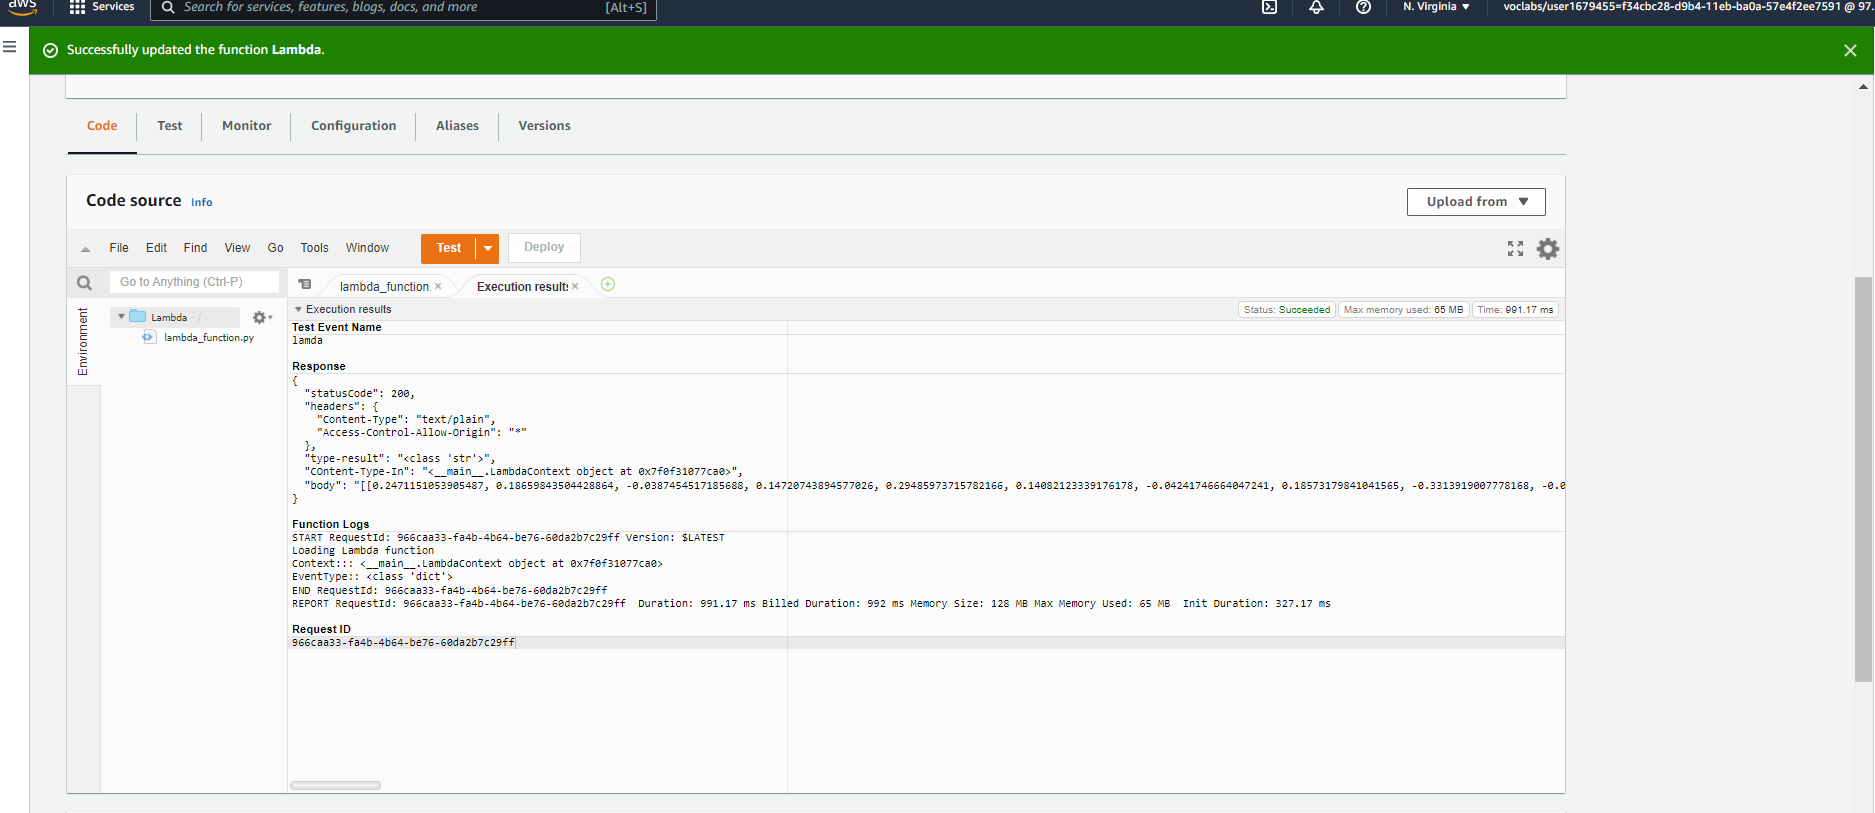 aws
Services
Search for services, features, blogs, docs, and more
[Alt+S]
N. Virginia
voclabs/user1679455=f34cbc28-d9b4-11eb-ba0a-57e4f2ee7591 @ 97
Successfully updated the function Lambda.
Code
Test
Monitor
Configuration
Aliases
Versions
Code source Info
Upload from
File Edit Find View Go Tools Window
Test
Deploy
Go to Anything (Ctrl-P)
lambda_function.
Execution results
Environment
Lambda - /
lambda_function.py
Execution results
Status: Succeeded
Max memory used: 65 MB
Time: 991.17 ms
Test Event Name
lamda
Response
{
"statusCode": 200,
"headers": {
"Content-Type": "text/plain",
"Access-Control-Allow-Origin": "*"
},
"type-result": "<class 'str'>",
"COntent-Type-In": "<__main__.LambdaContext object at 0x7f0f31077ca0>",
"body": "[[0.2471151053905487, 0.18659843504428864, -0.0387454517185688, 0.14720743894577026, 0.29485973715782166, 0.14082123339176178, -0.04241746664047241, 0.18573179841041565, -0.3313919007778168, -0.0
}
Function Logs
START RequestId: 966caa33-fa4b-4b64-be76-60da2b7c29ff Version: $LATEST
Loading Lambda function
Context::: <__main__.LambdaContext object at 0x7f0f31077ca0>
EventType:: <class 'dict'>
END RequestId: 966caa33-fa4b-4b64-be76-60da2b7c29ff
REPORT RequestId: 966caa33-fa4b-4b64-be76-60da2b7c29ff Duration: 991.17 ms Billed Duration: 992 ms Memory Size: 128 MB Max Memory Used: 65 MB Init Duration: 327.17 ms
Request ID
966caa33-fa4b-4b64-be76-60da2b7c29ff